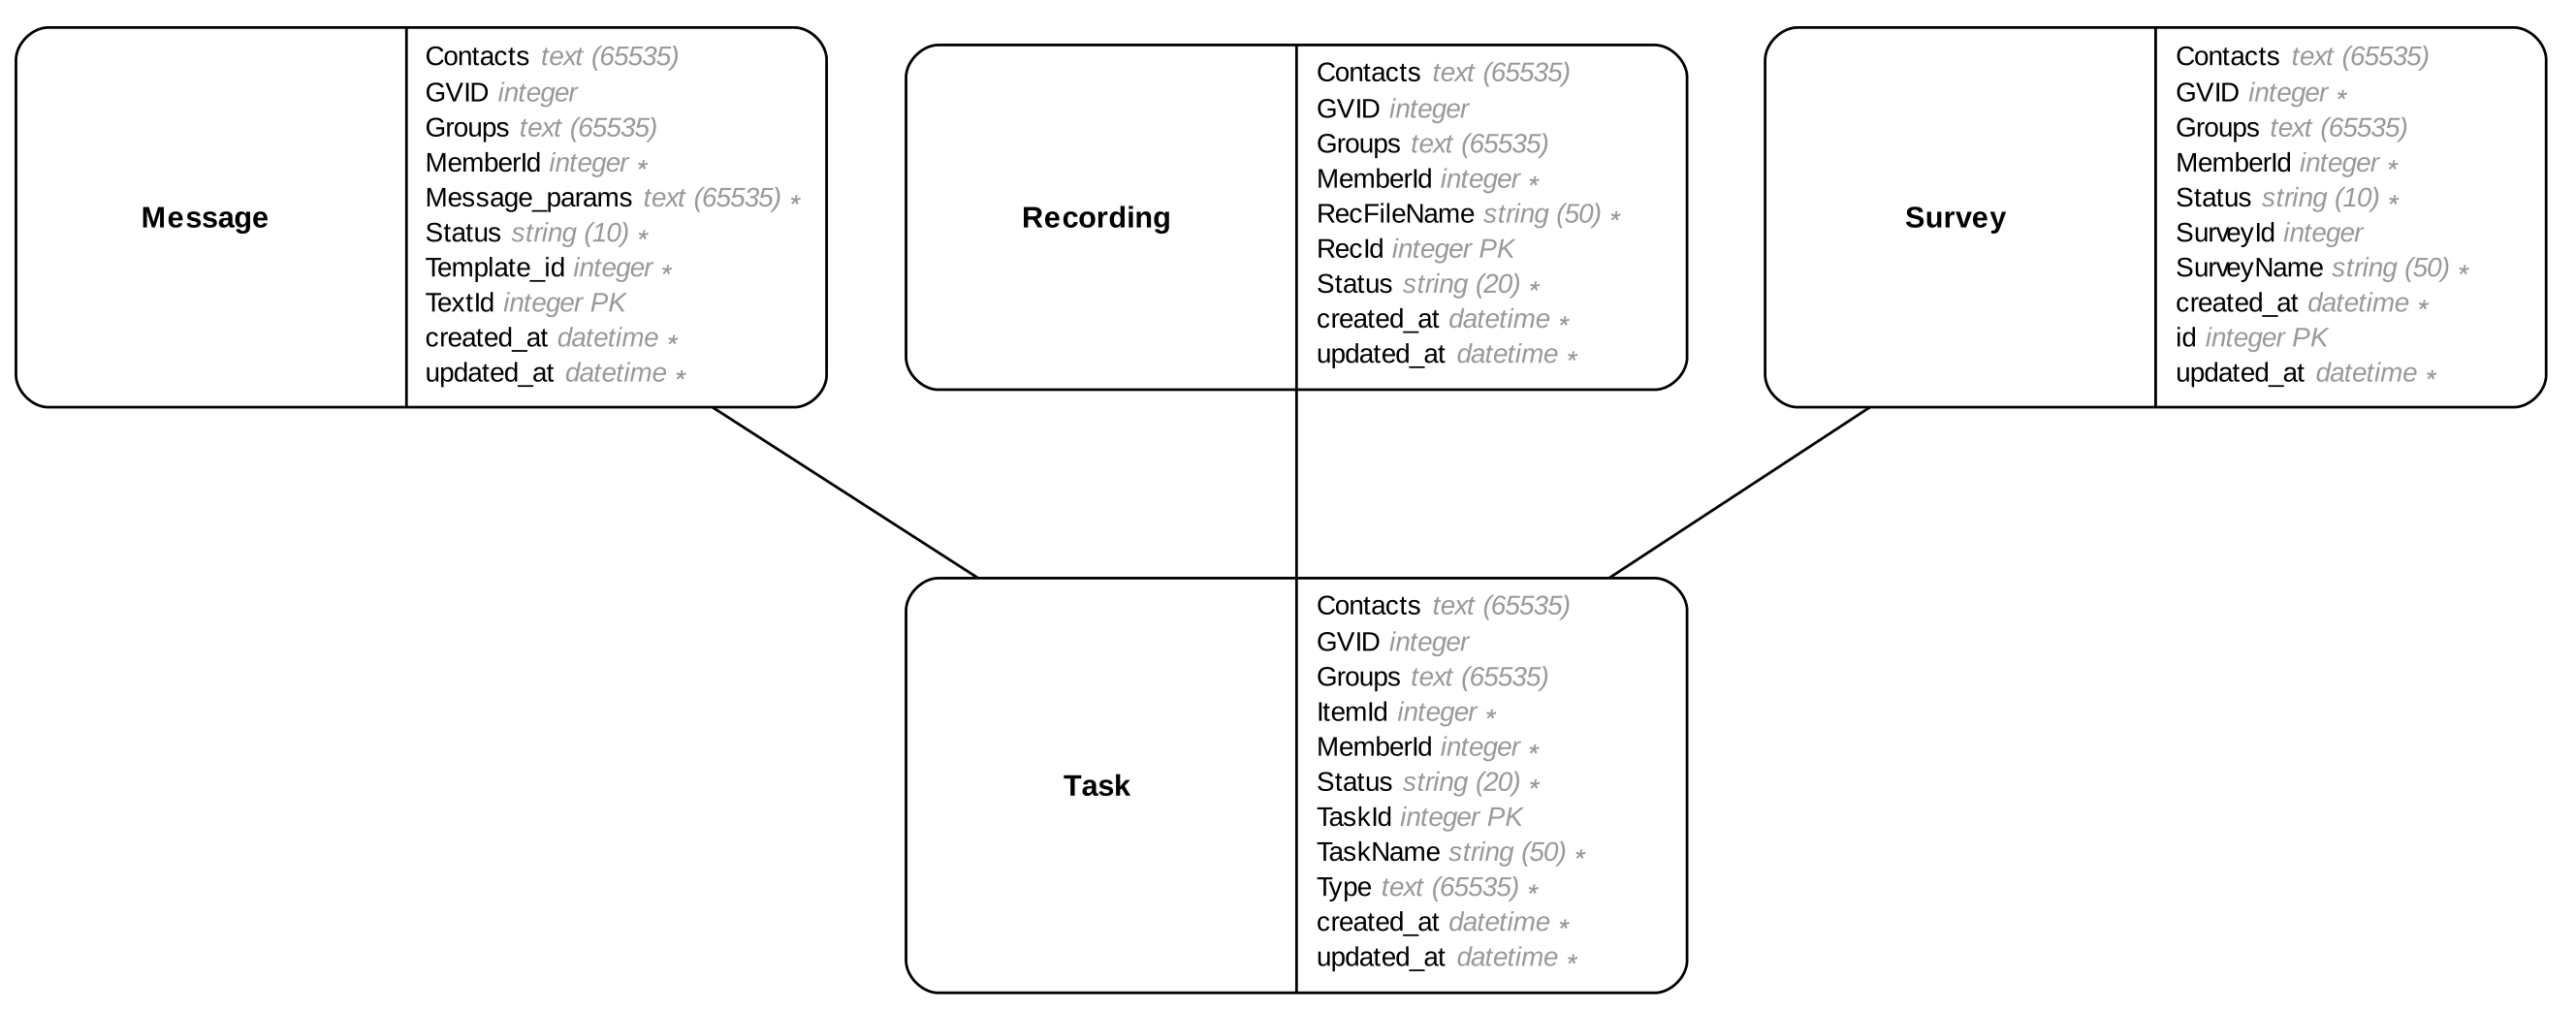 Message
Contacts text (65535)
GVID integer
Groups text (65535)
MemberId integer *
Message_params text (65535) *
Status string (10) *
Template_id integer *
TextId integer PK
created_at datetime *
updated_at datetime *
Recording
Contacts text (65535)
GVID integer
Groups text (65535)
MemberId integer *
RecFileName string (50) *
RecId integer PK
Status string (20) *
created_at datetime *
updated_at datetime *
Survey
Contacts text (65535)
GVID integer *
Groups text (65535)
MemberId integer *
Status string (10) *
SurveyId integer
SurveyName string (50) *
created_at datetime *
id integer PK
updated_at datetime *
Task
Contacts text (65535)
GVID integer
Groups text (65535)
ItemId integer *
MemberId integer *
Status string (20) *
TaskId integer PK
TaskName string (50) *
Type text (65535) *
created_at datetime *
updated_at datetime *